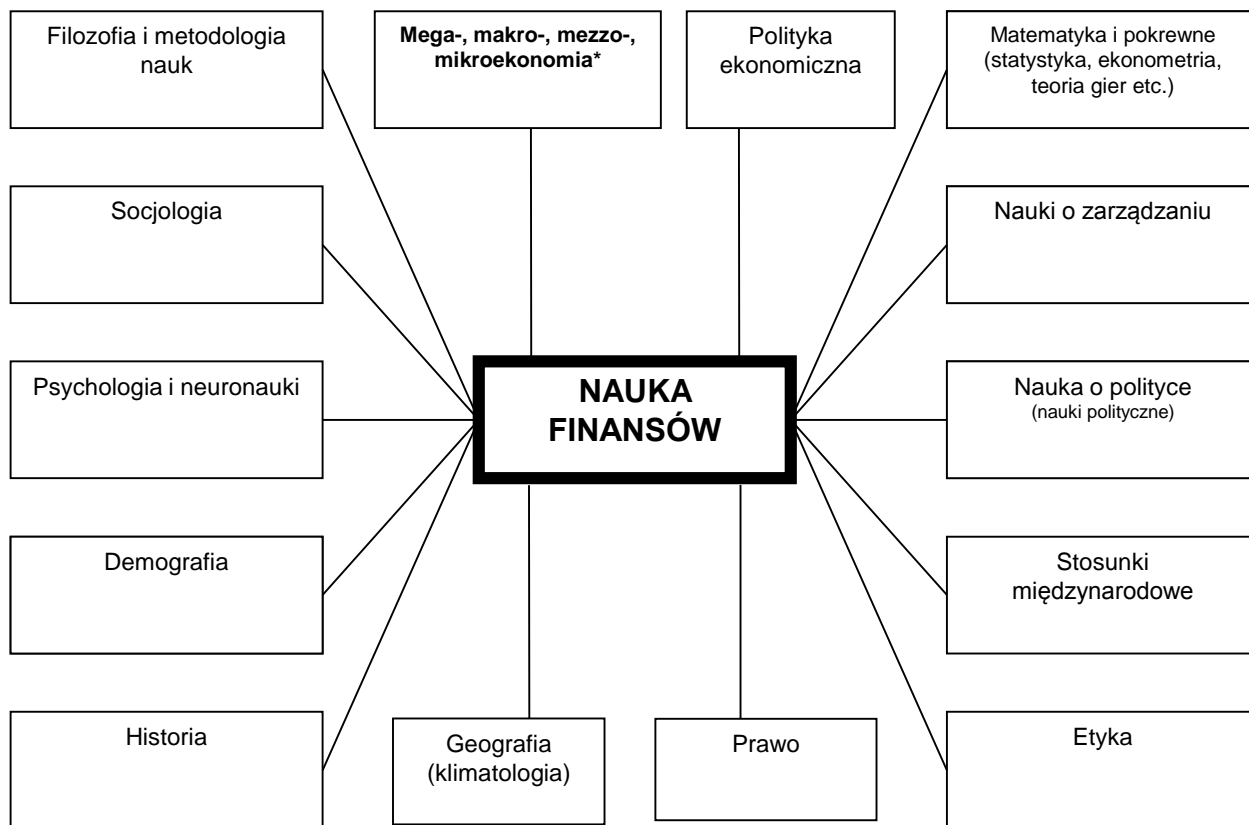 Filozofia i metodologia
nauk
Mega-, makro-, mezzo-,
mikroekonomia*
Polityka
ekonomiczna
Matematyka i pokrewne
(statystyka, ekonometria,
teoria gier etc.)
Socjologia
Nauki o zarządzaniu
Psychologia i neuronauki
NAUKA
FINANSÓW
Nauka o polityce
(nauki polityczne)
Demografia
Stosunki
międzynarodowe
Historia
Geografia
(klimatologia)
Prawo
Etyka